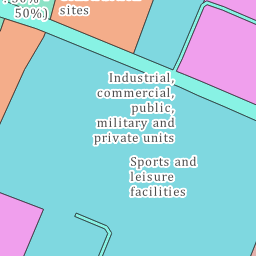 50%)
sites
Industrial,
commercial,
public,
military and
private units
Sports and
leisure
facilities